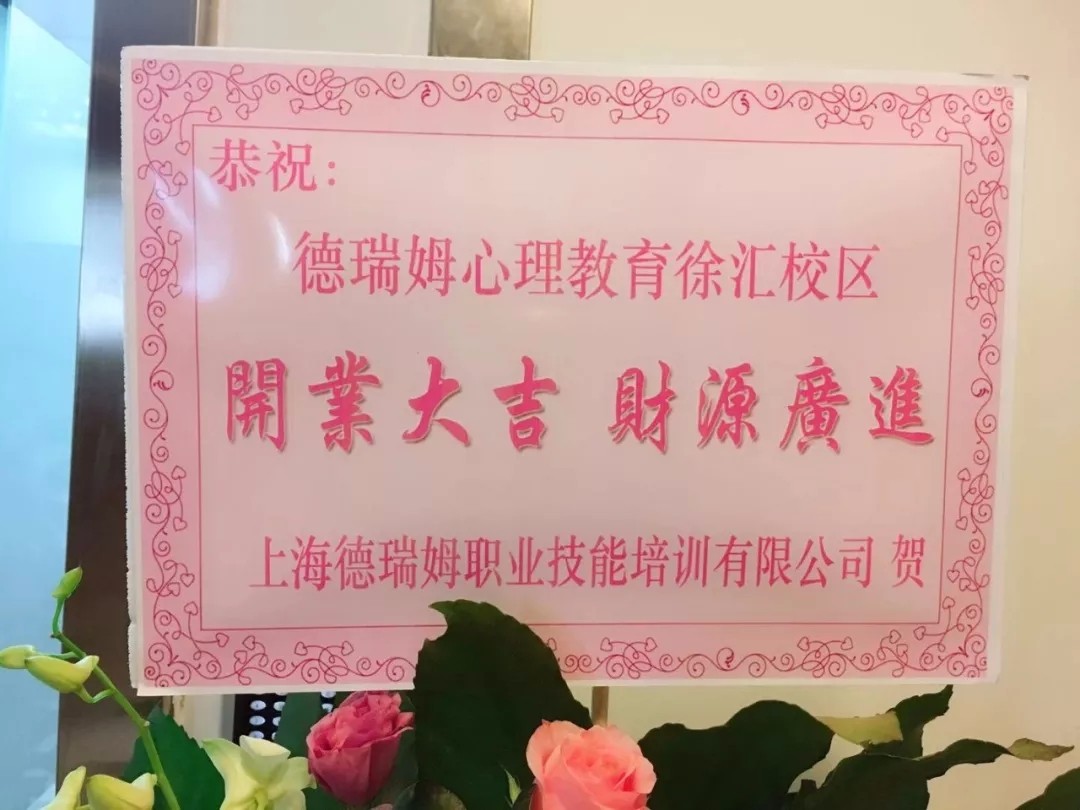 恭祝：
德瑞姆心理教育徐汇校区
開業大吉 財源廣進
上海德瑞姆职业技能培训有限公司 贺